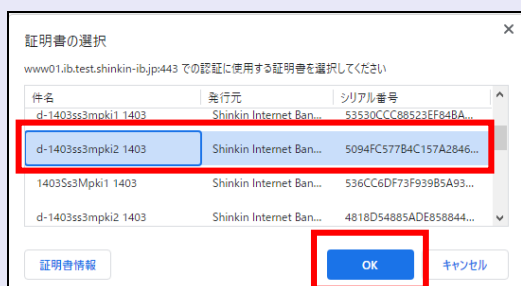 証明書の選択
www01.ib.test.shinkin-ib.jp:443 での認証に使用する証明書を選択してください
件名 発行元 シリアル番号
d-1403ss3mpki1 1403 Shinkin Internet Ban... 53530CCC88523EF84BA...
d-1403ss3mpki2 1403 Shinkin Internet Ban... 5094FC577B4C157A2846...
1403Ss3Mpki1 1403 Shinkin Internet Ban... 536CC6DF73F939B5A93...
d-1403ss3mpki2 1403 Shinkin Internet Ban... 4818D54885ADE858844...
証明書情報 OK キャンセル